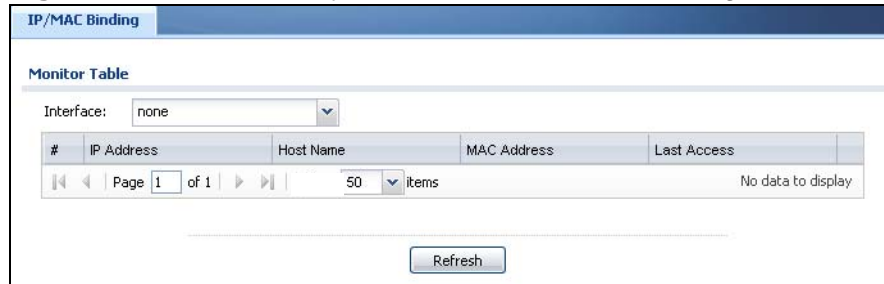 IP/MAC Binding
Monitor Table
Interface: none
# IP Address Host Name MAC Address Last Access
Page 1 of 1 50 items No data to display
Refresh